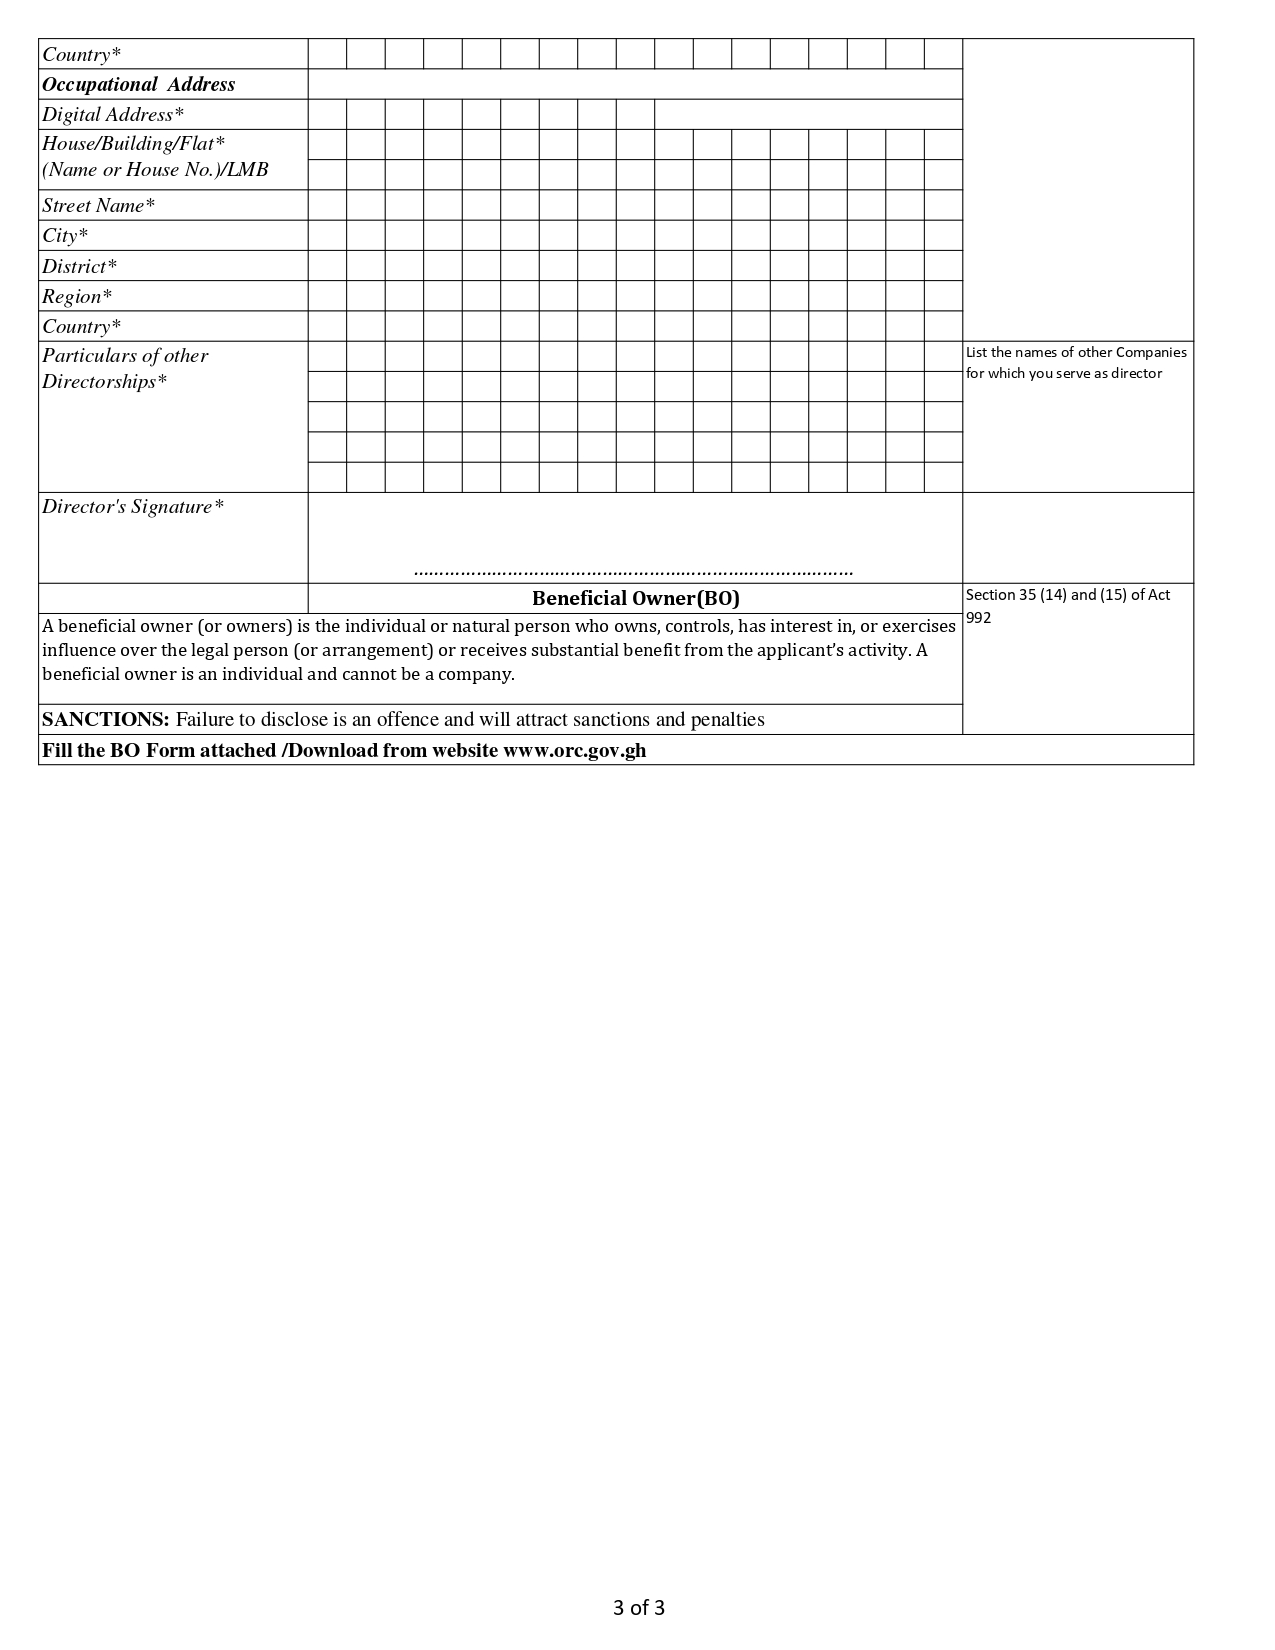 Country*
Occupational Address
Digital Address*
House/Building/Flat*
(Name or House No.)/LMB
Street Name*
City*
District*
Region*
Country*
Particulars of other
Directorships*
List the names of other Companies
for which you serve as director
Director's Signature*
................................................................................
Beneficial Owner(BO)
Section 35 (14) and (15) of Act
992
A beneficial owner (or owners) is the individual or natural person who owns, controls, has interest in, or exercises
influence over the legal person (or arrangement) or receives substantial benefit from the applicant’s activity. A
beneficial owner is an individual and cannot be a company.
SANCTIONS: Failure to disclose is an offence and will attract sanctions and penalties
Fill the BO Form attached /Download from website www.orc.gov.gh
3 of 3